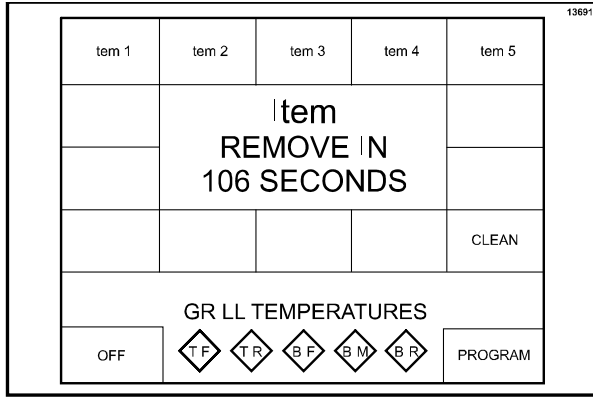 13691
tem 1 tem 2 tem 3 tem 4 tem 5
Item
REMOVE IN
106 SECONDS
CLEAN
GR LL TEMPERATURES
OFF T F T R B F B M B R PROGRAM